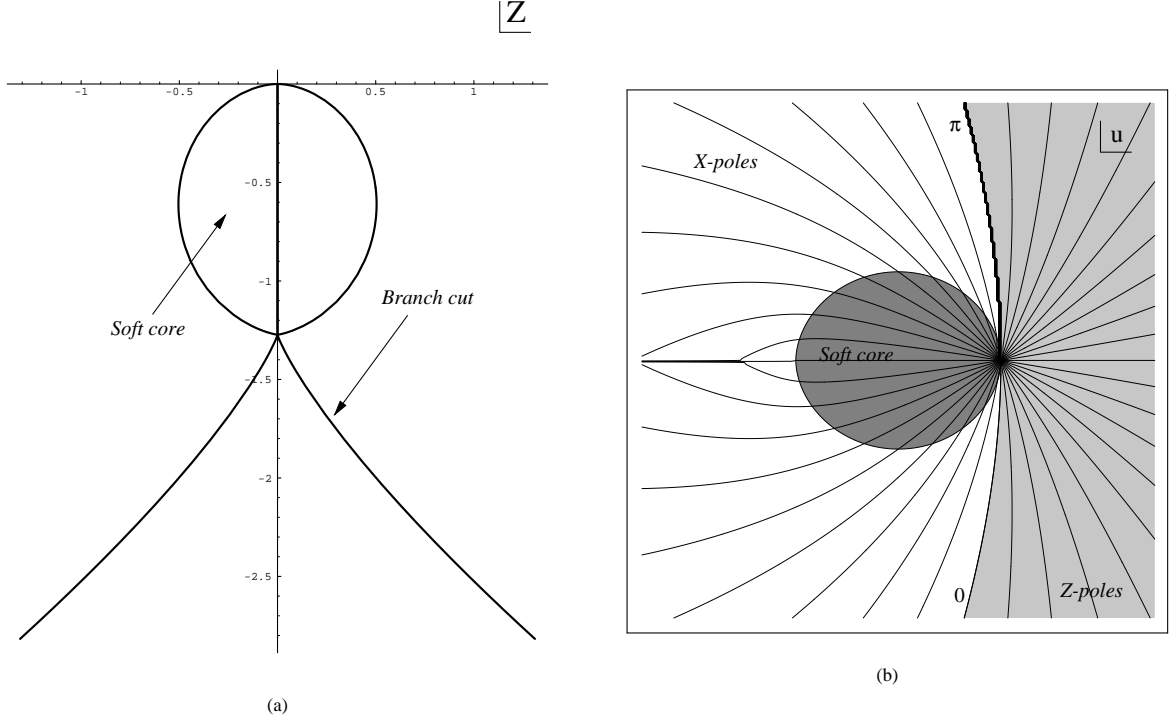 Z
-1
-0.5
0.5
1
-0.5
-1
-1.5
-2
-2.5
Soft core
Branch cut
(a)
π
u
X-poles
Soft core
0
Z-poles
(b)